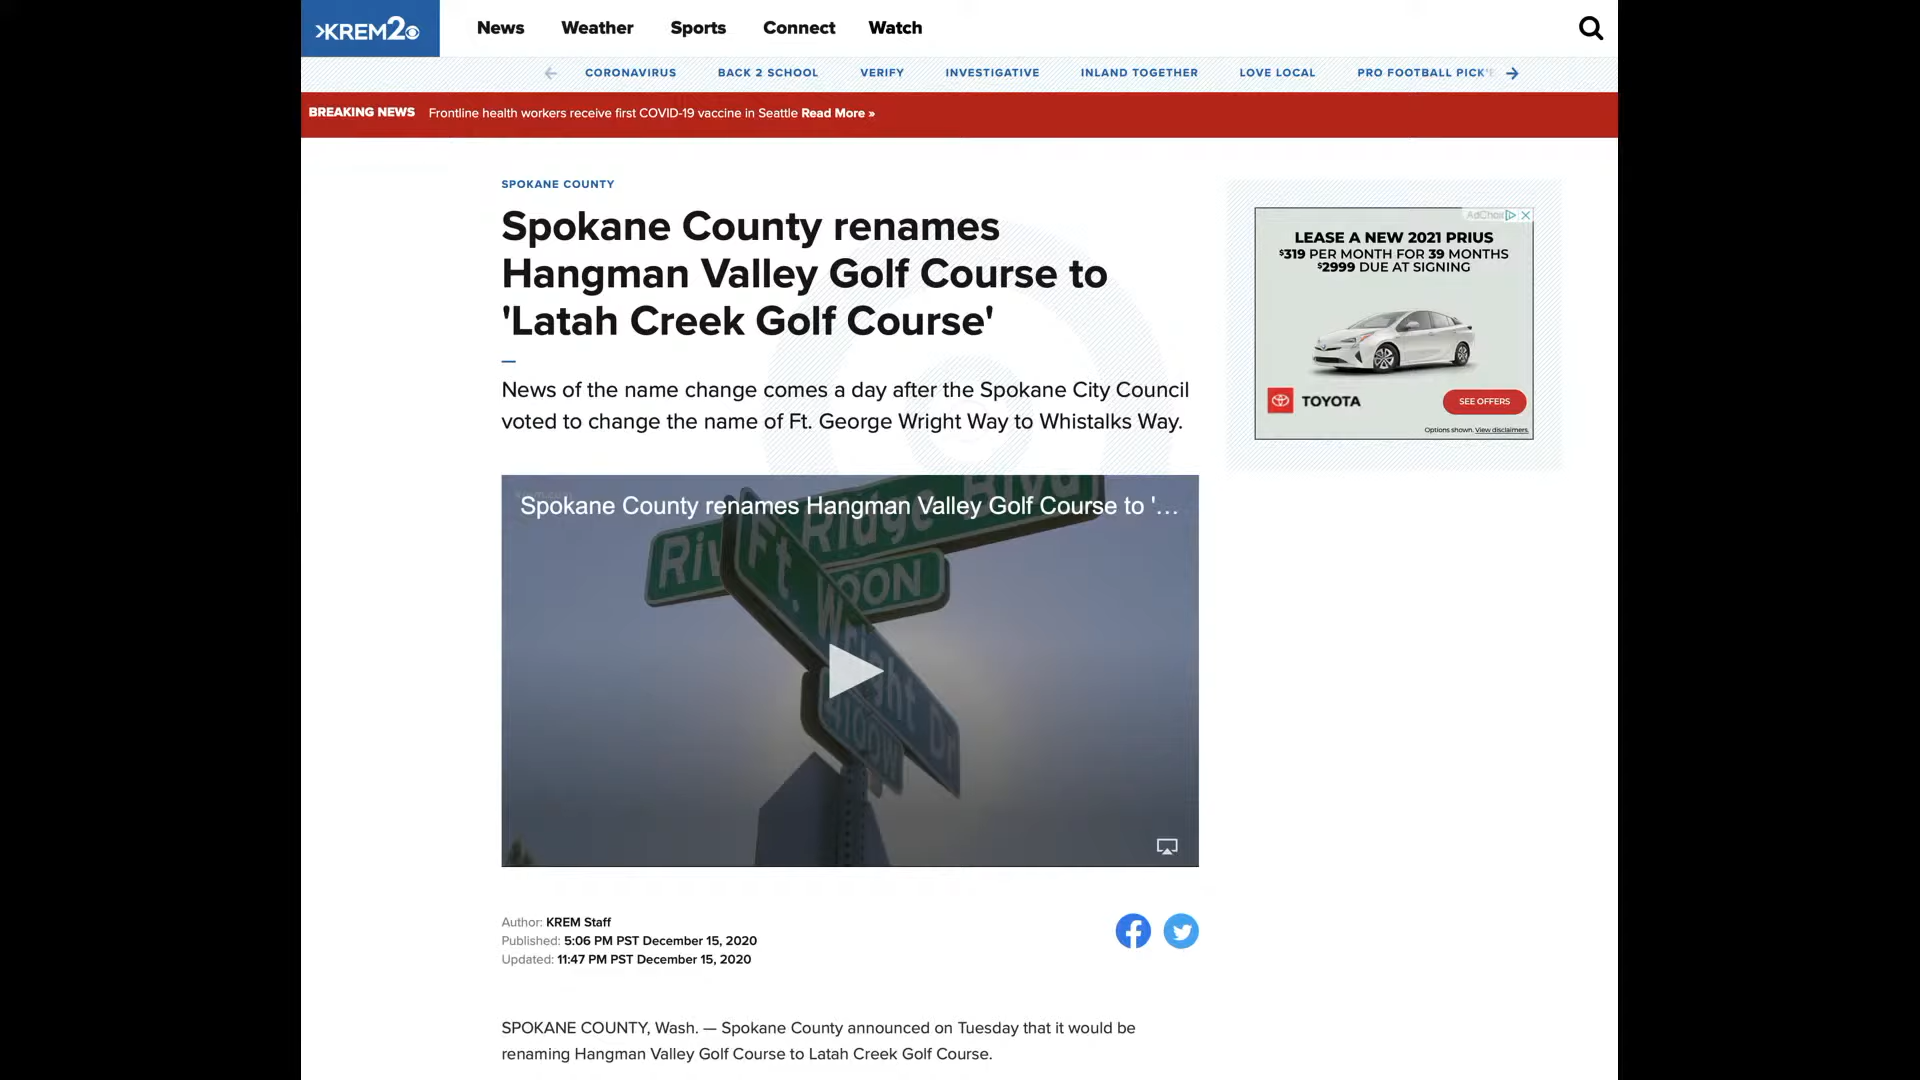 KREM2
News Weather Sports Connect Watch
CORONAVIRUS BACK 2 SCHOOL VERIFY INVESTIGATIVE INLAND TOGETHER LOVE LOCAL PRO FOOTBALL PICK'E
BREAKING NEWS Frontline health workers receive first COVID-19 vaccine in Seattle Read More »
SPOKANE COUNTY
Spokane County renames
Hangman Valley Golf Course to
'Latah Creek Golf Course'
News of the name change comes a day after the Spokane City Council
voted to change the name of Ft. George Wright Way to Whistalks Way.
LEASE A NEW 2021 PRIUS
$319 PER MONTH FOR 39 MONTHS
$2999 DUE AT SIGNING
TOYOTA
SEE OFFERS
Options shown. View disclaimers.
Spokane County renames Hangman Valley Golf Course to '...
Riv Ridge Blvd
Ft. Wright Dr
4100W
Author: KREM Staff
Published: 5:06 PM PST December 15, 2020
Updated: 11:47 PM PST December 15, 2020
SPOKANE COUNTY, Wash. — Spokane County announced on Tuesday that it would be
renaming Hangman Valley Golf Course to Latah Creek Golf Course.